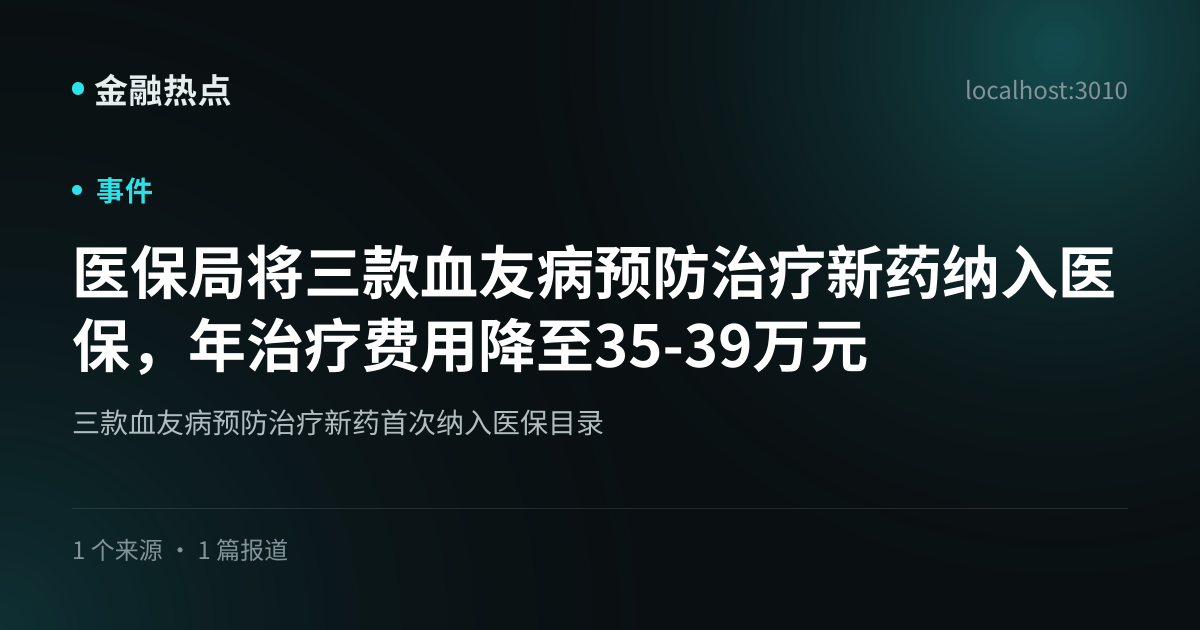 金融热点
localhost:3010
事件
医保局将三款血友病预防治疗新药纳入医
保，年治疗费用降至35-39万元
三款血友病预防治疗新药首次纳入医保目录
1 个来源 · 1 篇报道